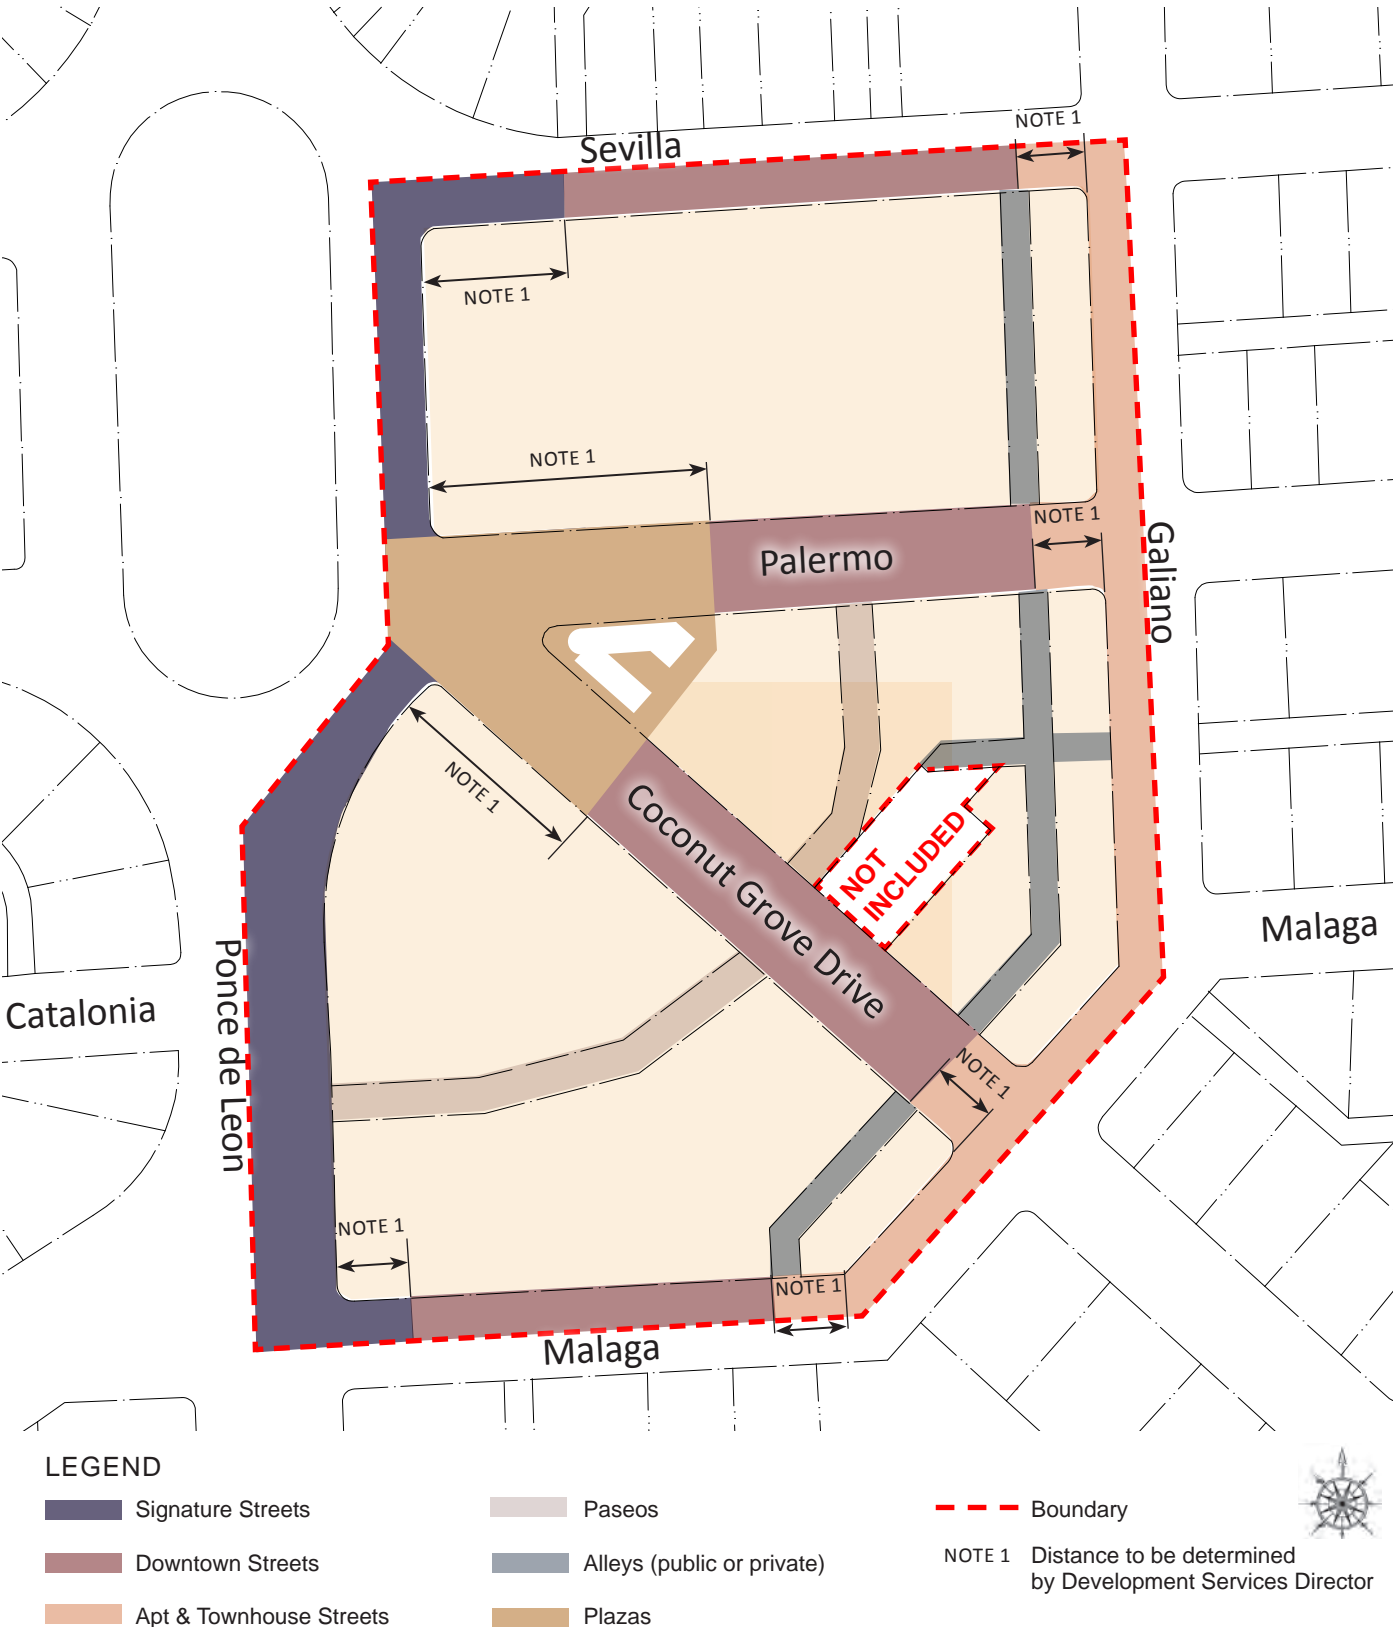 NOTE 1
Sevilla
NOTE 1
NOTE 1
NOTE 1
Palermo
Galiano
NOTE 1
Coconut Grove Drive
NOT
INCLUDED
Malaga
Catalonia
Ponce de Leon
NOTE 1
NOTE 1
NOTE 1
Malaga
LEGEND
Signature Streets
Downtown Streets
Apt & Townhouse Streets
Paseos
Alleys (public or private)
Plazas
Boundary
NOTE 1 Distance to be determined
by Development Services Director